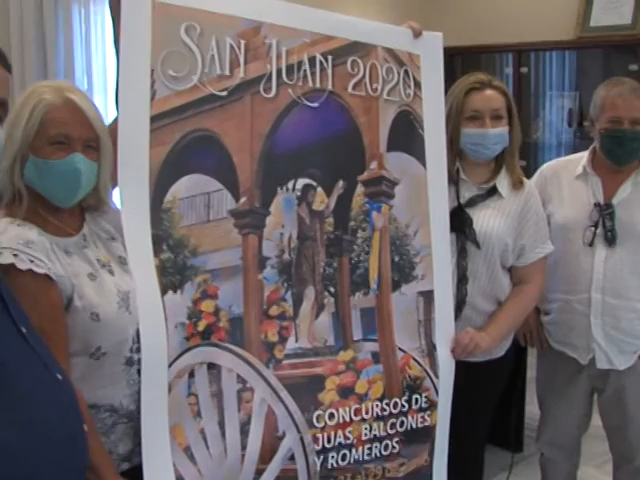 SAN JUAN 2020
CONCURSOS DE
JUAS, BALCONES
Y ROMEROS